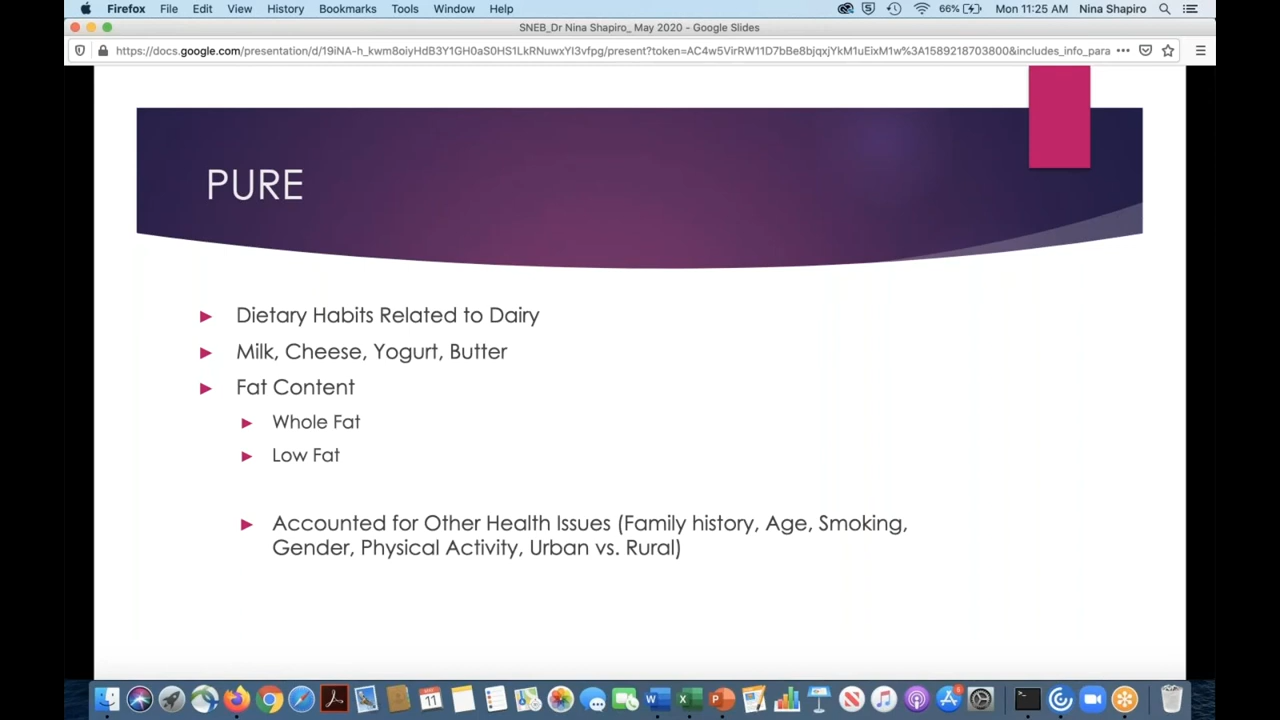 Firefox File Edit View History Bookmarks Tools Window Help 66% Mon 11:25 AM Nina Shapiro
SNEB_Dr Nina Shapiro_ May 2020 - Google Slides
https://docs.google.com/presentation/d/19iNA-h_kwm8oiyHdB3Y1GH0aS0HS1LkRNuwxYI3vfpg/present?token=AC4w5VirRW11D7bBe8bjqxjYkM1uEixM1w%3A1589218703800&includes_info_para
PURE
Dietary Habits Related to Dairy
Milk, Cheese, Yogurt, Butter
Fat Content
Whole Fat
Low Fat
Accounted for Other Health Issues (Family history, Age, Smoking,
Gender, Physical Activity, Urban vs. Rural)